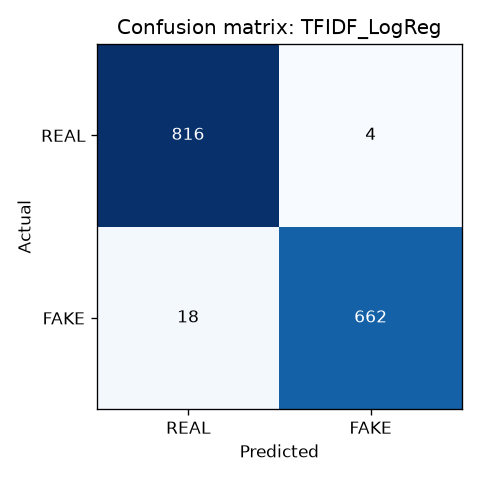 Confusion matrix: TFIDF_LogReg
REAL
816
4
Actual
FAKE
18
662
REAL
FAKE
Predicted